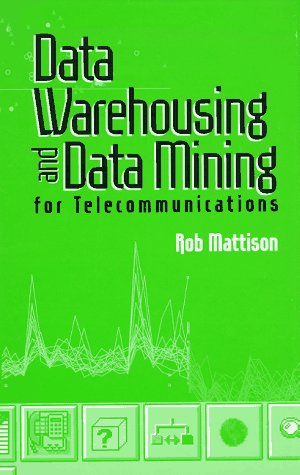 Data
Warehousing
and Data Mining
for Telecommunications
Rob Mattison
?